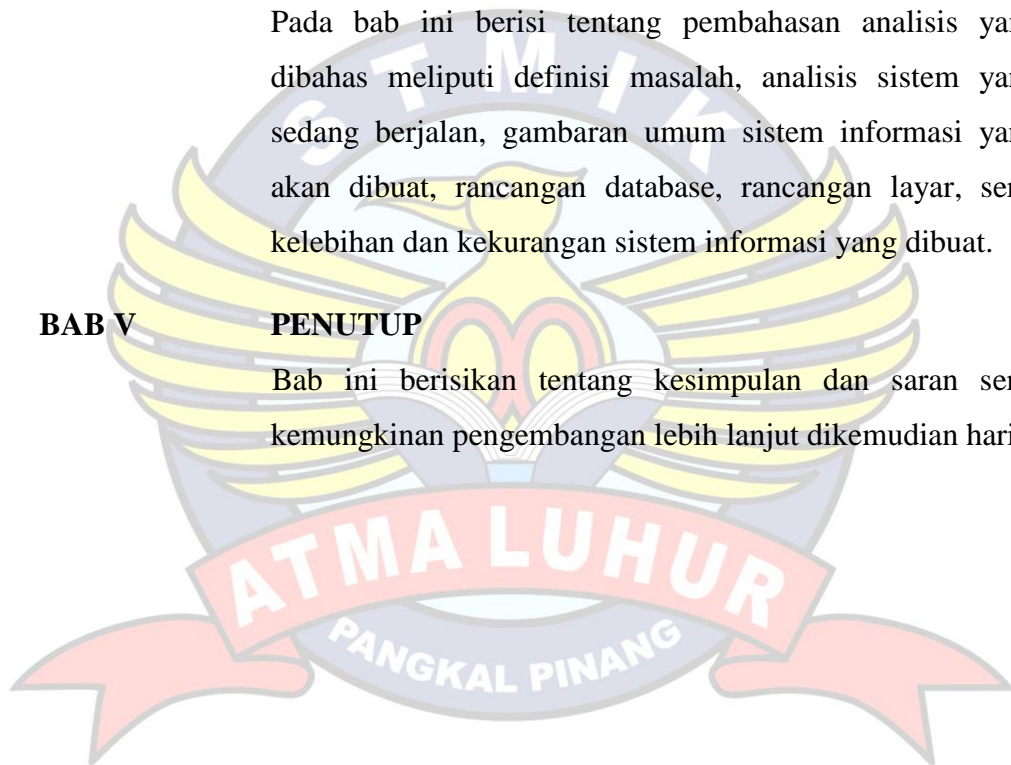 Pada bab ini berisi tentang pembahasan analisis yan
dibahas meliputi definisi masalah, analisis sistem yan
sedang berjalan, gambaran umum sistem informasi yan
akan dibuat, rancangan database, rancangan layar, ser
kelebihan dan kekurangan sistem informasi yang dibuat.
BAB V PENUTUP
Bab ini berisikan tentang kesimpulan dan saran ser
kemungkinan pengembangan lebih lanjut dikemudian hari
STMIK
ATMA LUHUR
PANGKAL PINANG